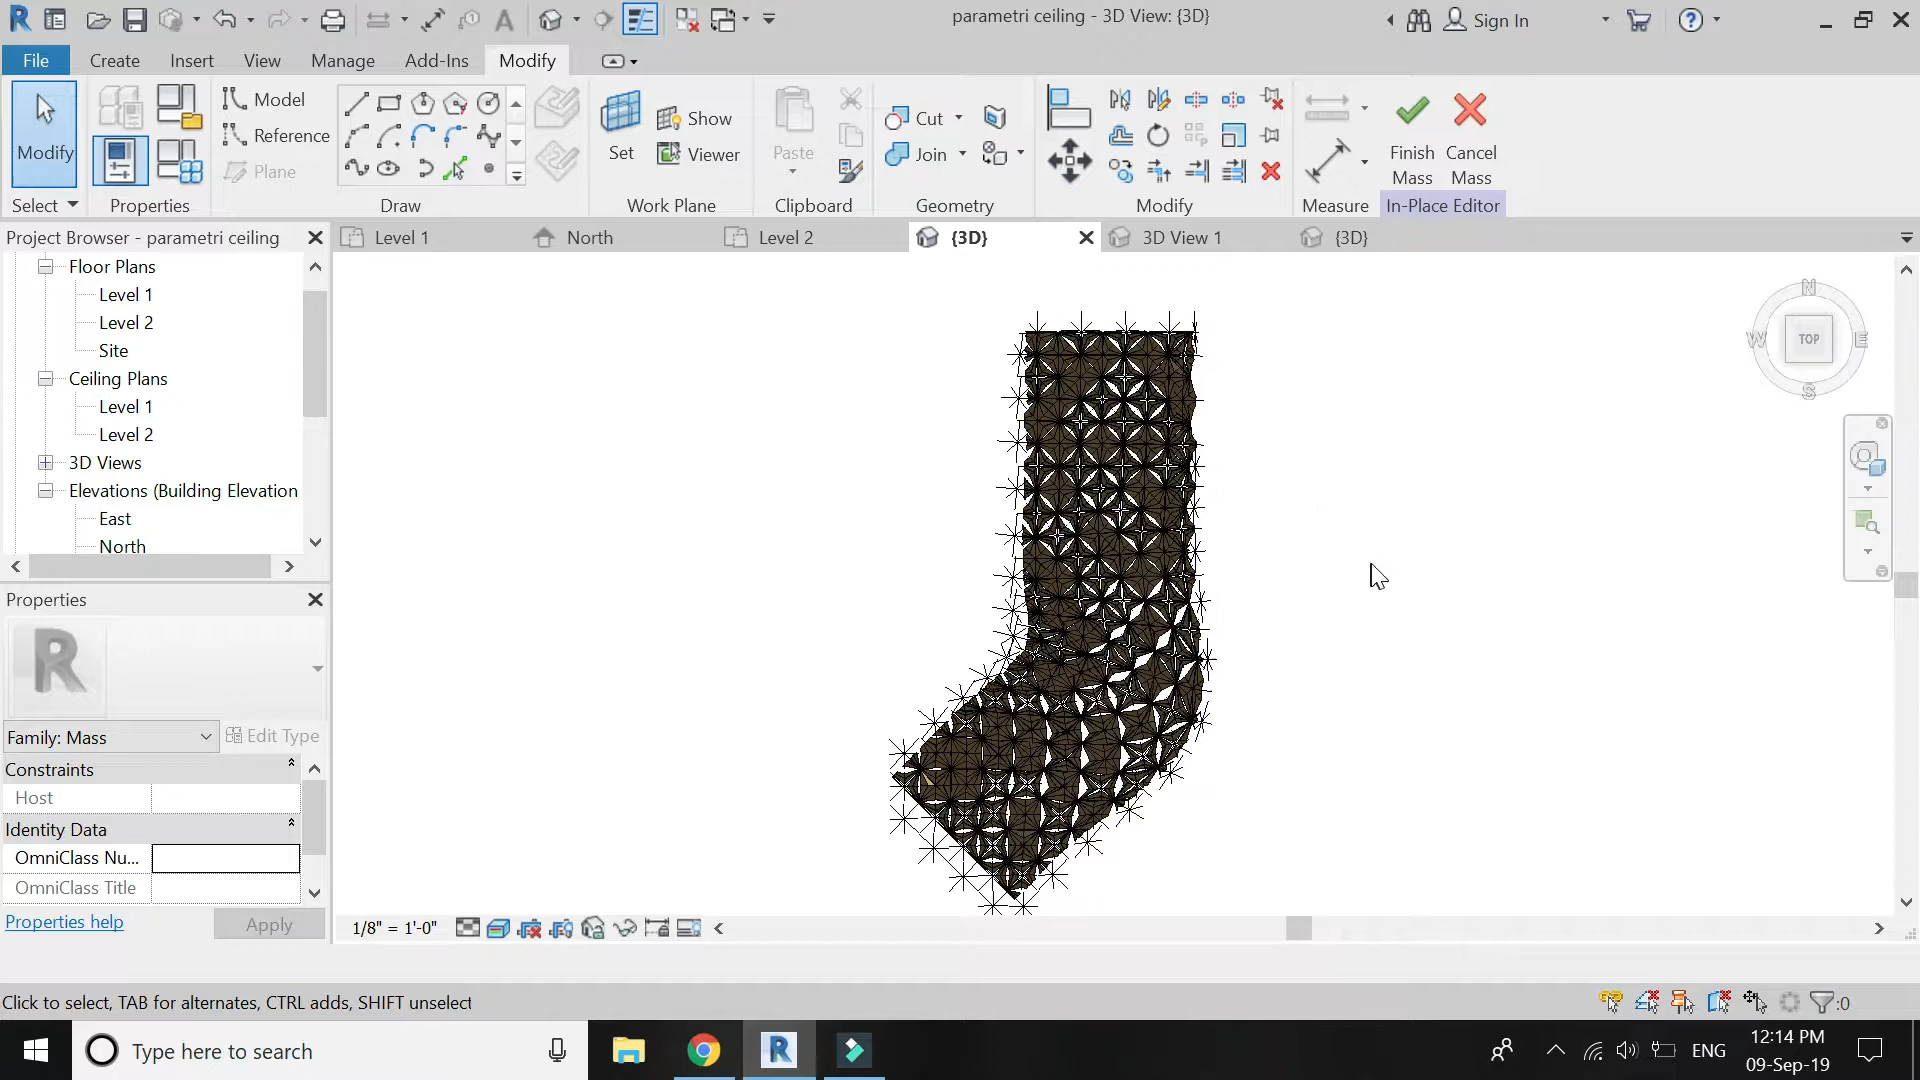 parametri ceiling - 3D View: {3D}
Sign In
File
Create
Insert
View
Manage
Add-Ins
Modify
Modify
Select
Properties
Model
Reference
Plane
Draw
Set
Show
Viewer
Work Plane
Paste
Clipboard
Cut
Join
Geometry
Modify
Measure
Finish Mass
Cancel Mass
In-Place Editor
Project Browser - parametri ceiling
Level 1
North
Level 2
{3D}
3D View 1
{3D}
Floor Plans
Level 1
Level 2
Site
Ceiling Plans
Level 1
Level 2
3D Views
Elevations (Building Elevation
East
North
N
W
TOP
E
S
Properties
R
Family: Mass
Edit Type
Constraints
Host
Identity Data
OmniClass Nu...
OmniClass Title
Properties help
Apply
1/8" = 1'-0"
Click to select, TAB for alternates, CTRL adds, SHIFT unselect
:0
Type here to search
ENG
12:14 PM
09-Sep-19